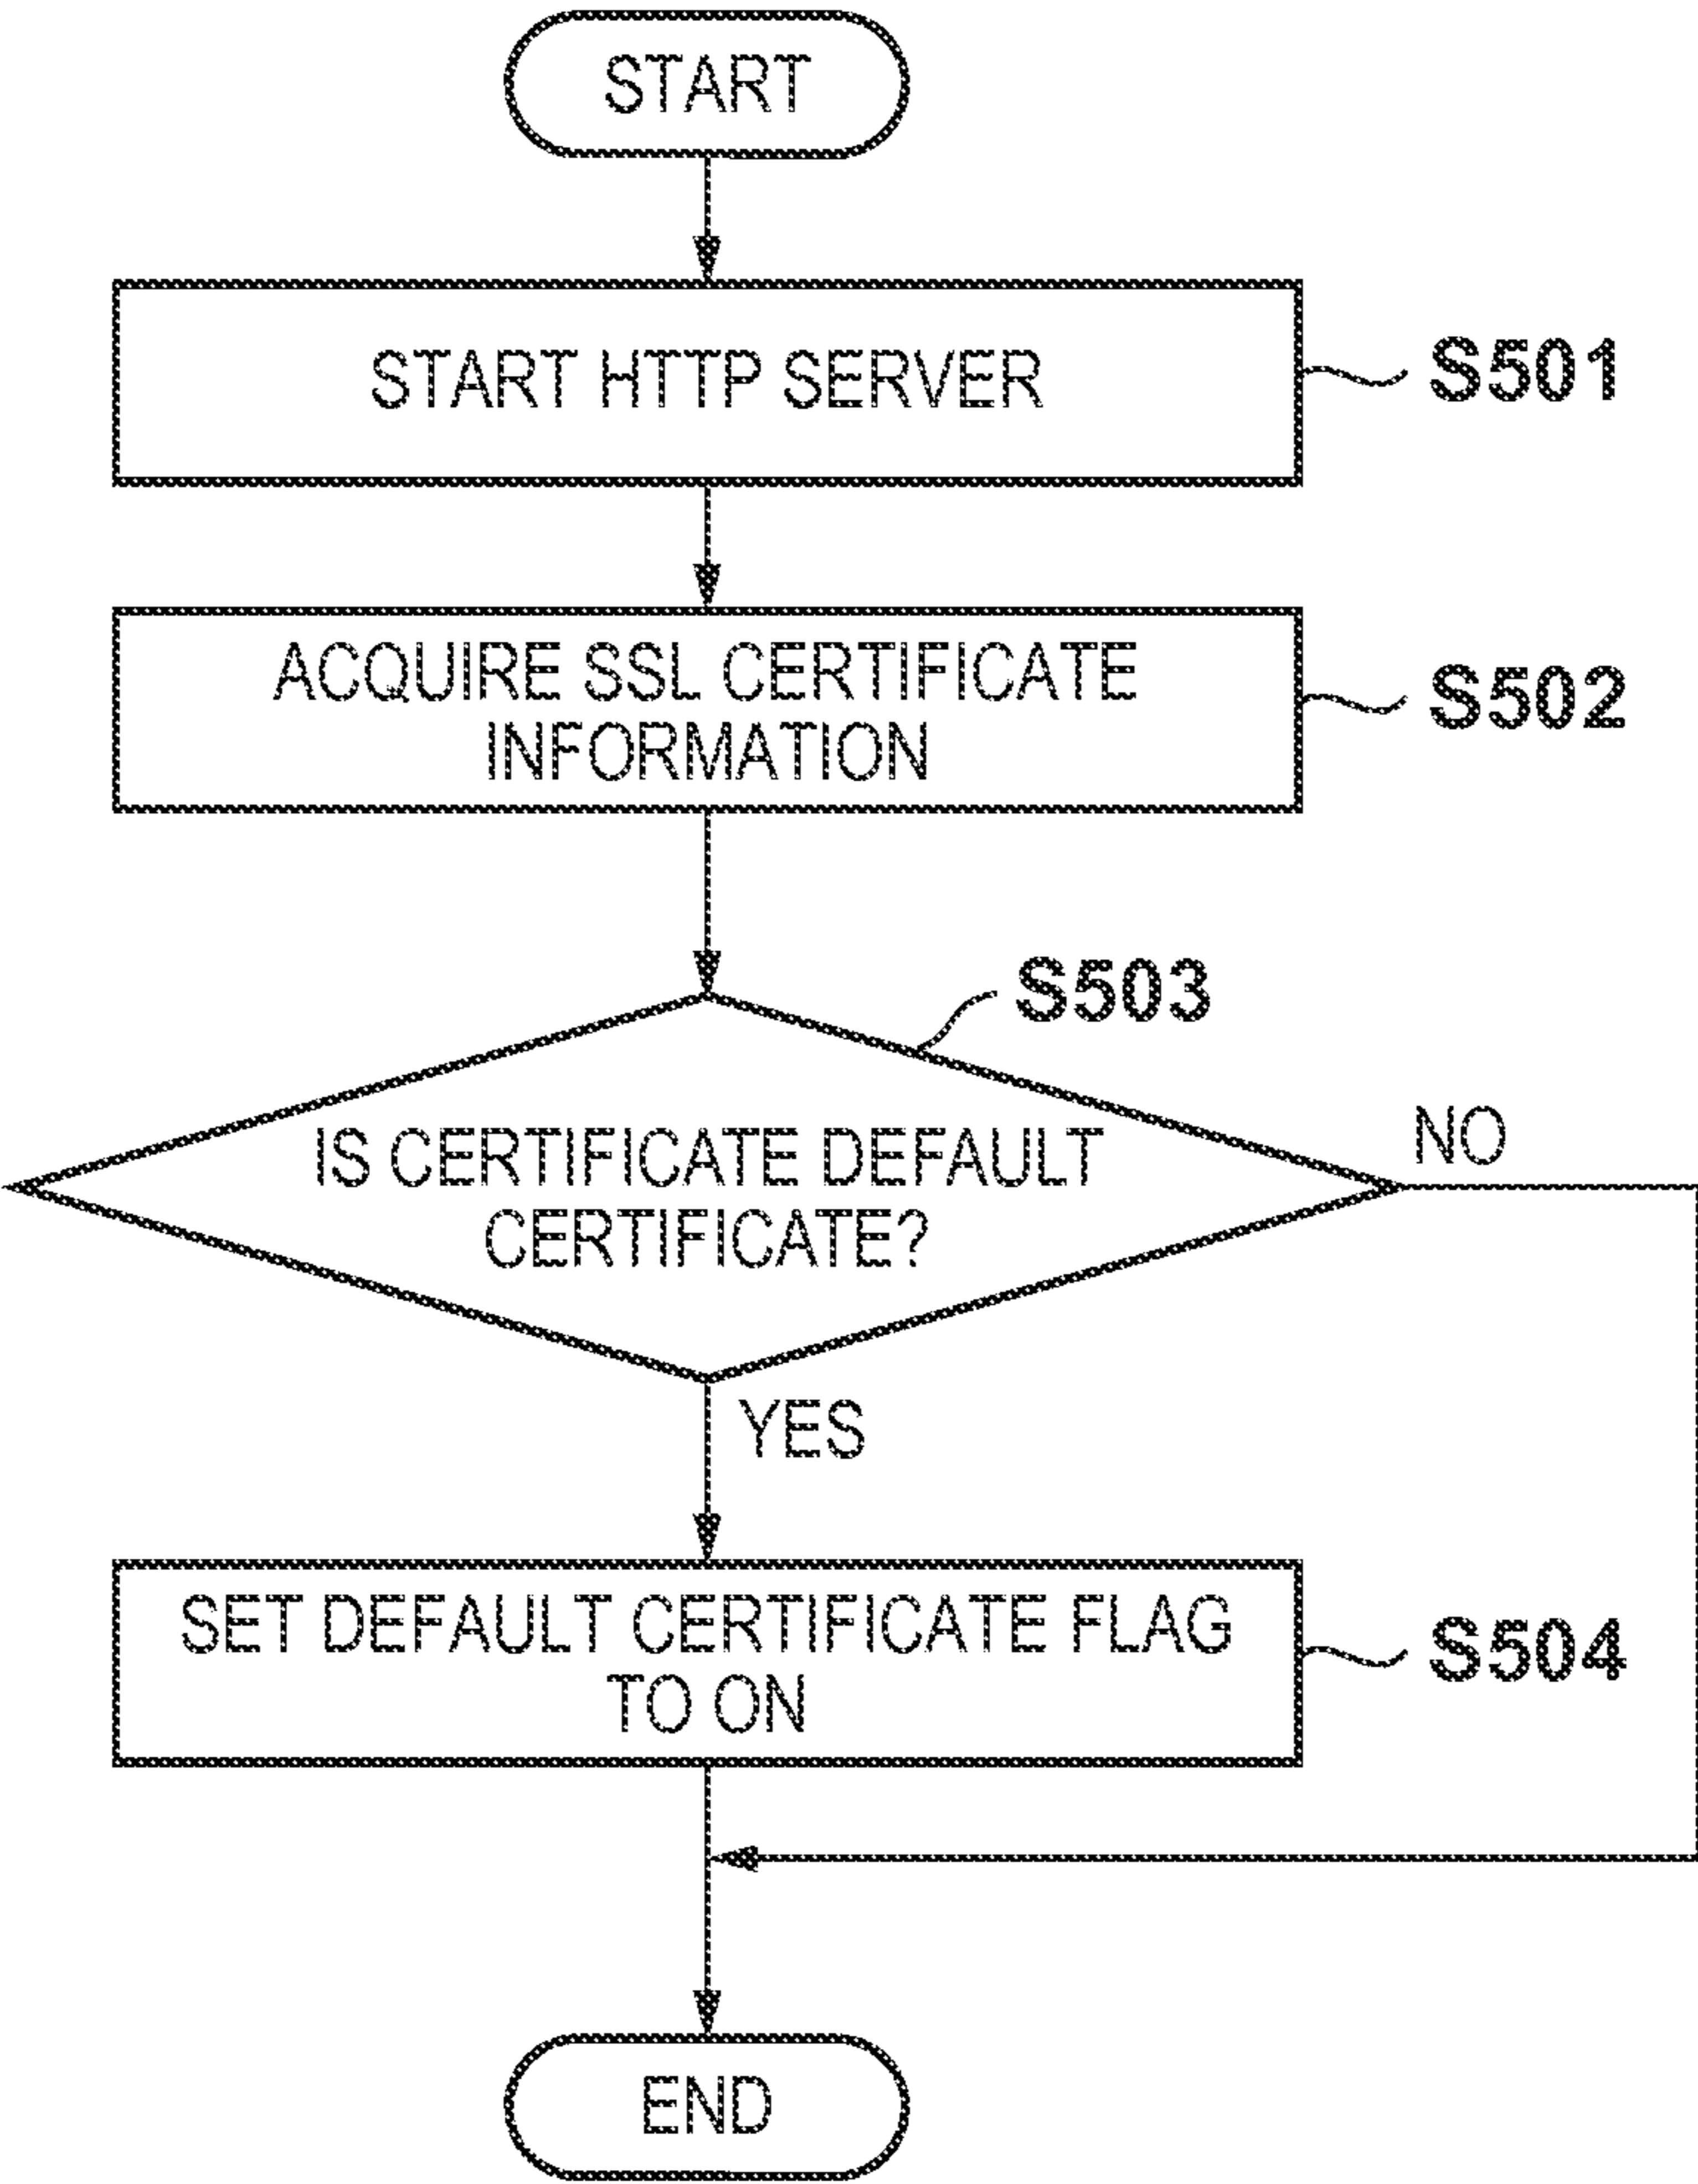 START
START HTTP SERVER
S501
ACQUIRE SSL CERTIFICATE
INFORMATION
S502
S503
IS CERTIFICATE DEFAULT
CERTIFICATE?
NO
YES
SET DEFAULT CERTIFICATE FLAG
TO ON
S504
END